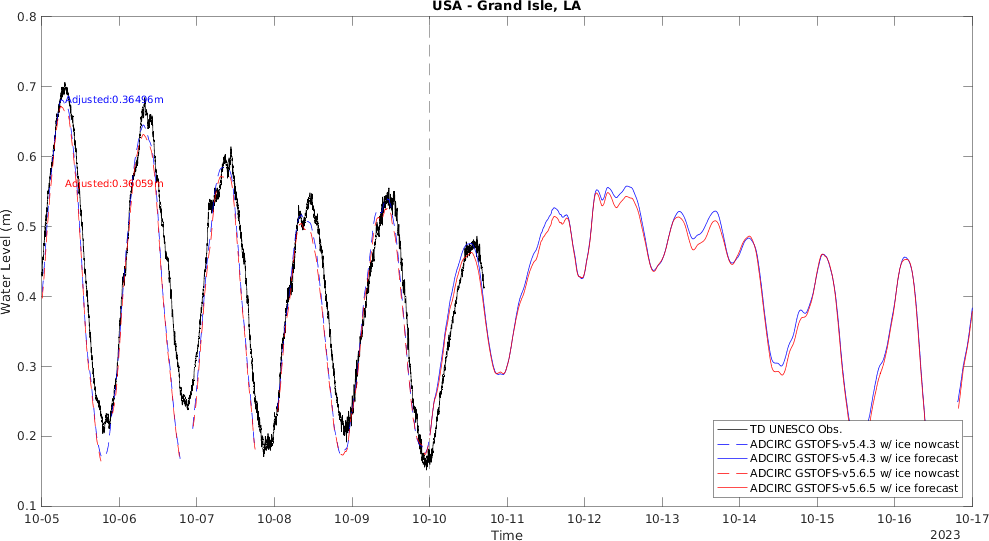 USA - Grand Isle, LA
0.8
0.7
0.6
0.5
0.4
0.3
0.2
0.1
Water Level (m)
Adjusted:0.36496m
Adjusted:0.36059m
TD UNESCO Obs.
ADCIRC GSTOFS-v5.4.3 w/ ice nowcast
ADCIRC GSTOFS-v5.4.3 w/ ice forecast
ADCIRC GSTOFS-v5.6.5 w/ ice nowcast
ADCIRC GSTOFS-v5.6.5 w/ ice forecast
10-05 10-06 10-07 10-08 10-09 10-10 10-11 10-12 10-13 10-14 10-15 10-16 10-17
Time
2023